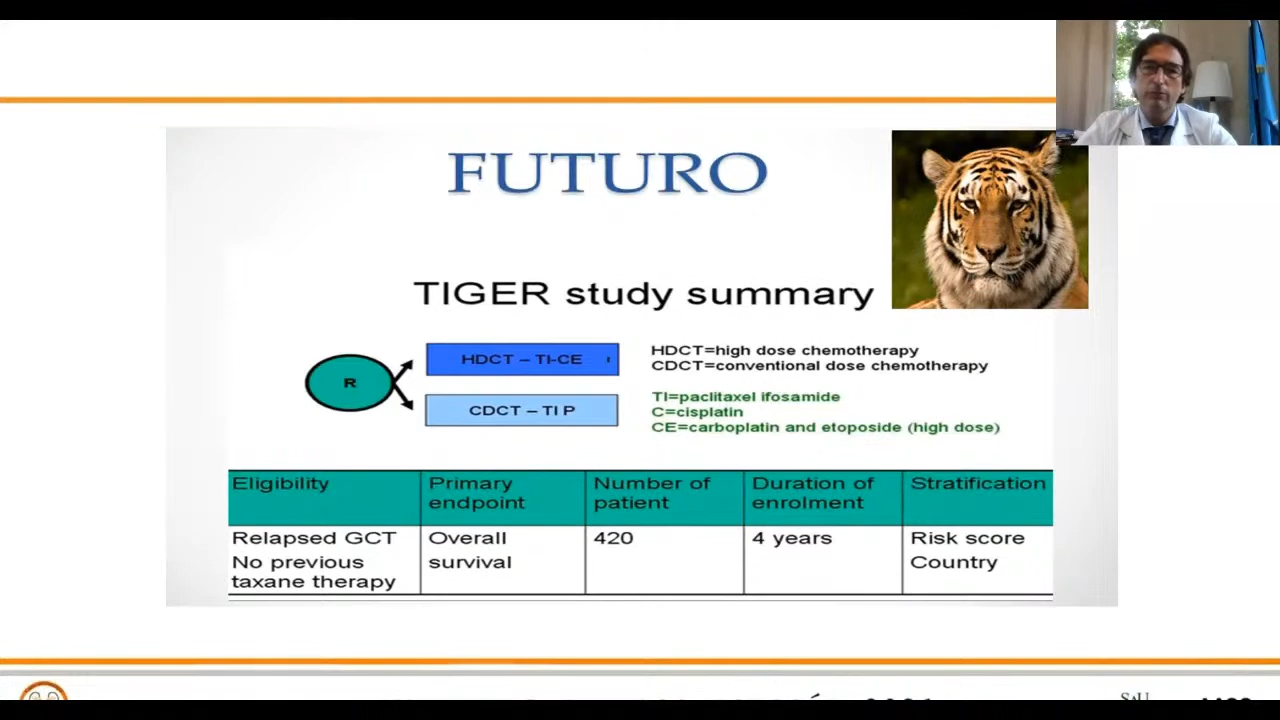 FUTURO
TIGER study summary
R
HDCT – TI-CE
CDCT – TI P
HDCT=high dose chemotherapy
CDCT=conventional dose chemotherapy
TI=paclitaxel ifosamide
C=cisplatin
CE=carboplatin and etoposide (high dose)
Eligibility
Primary endpoint
Number of patient
Duration of enrolment
Stratification
Relapsed GCT
No previous
taxane therapy
Overall
survival
420
4 years
Risk score
Country